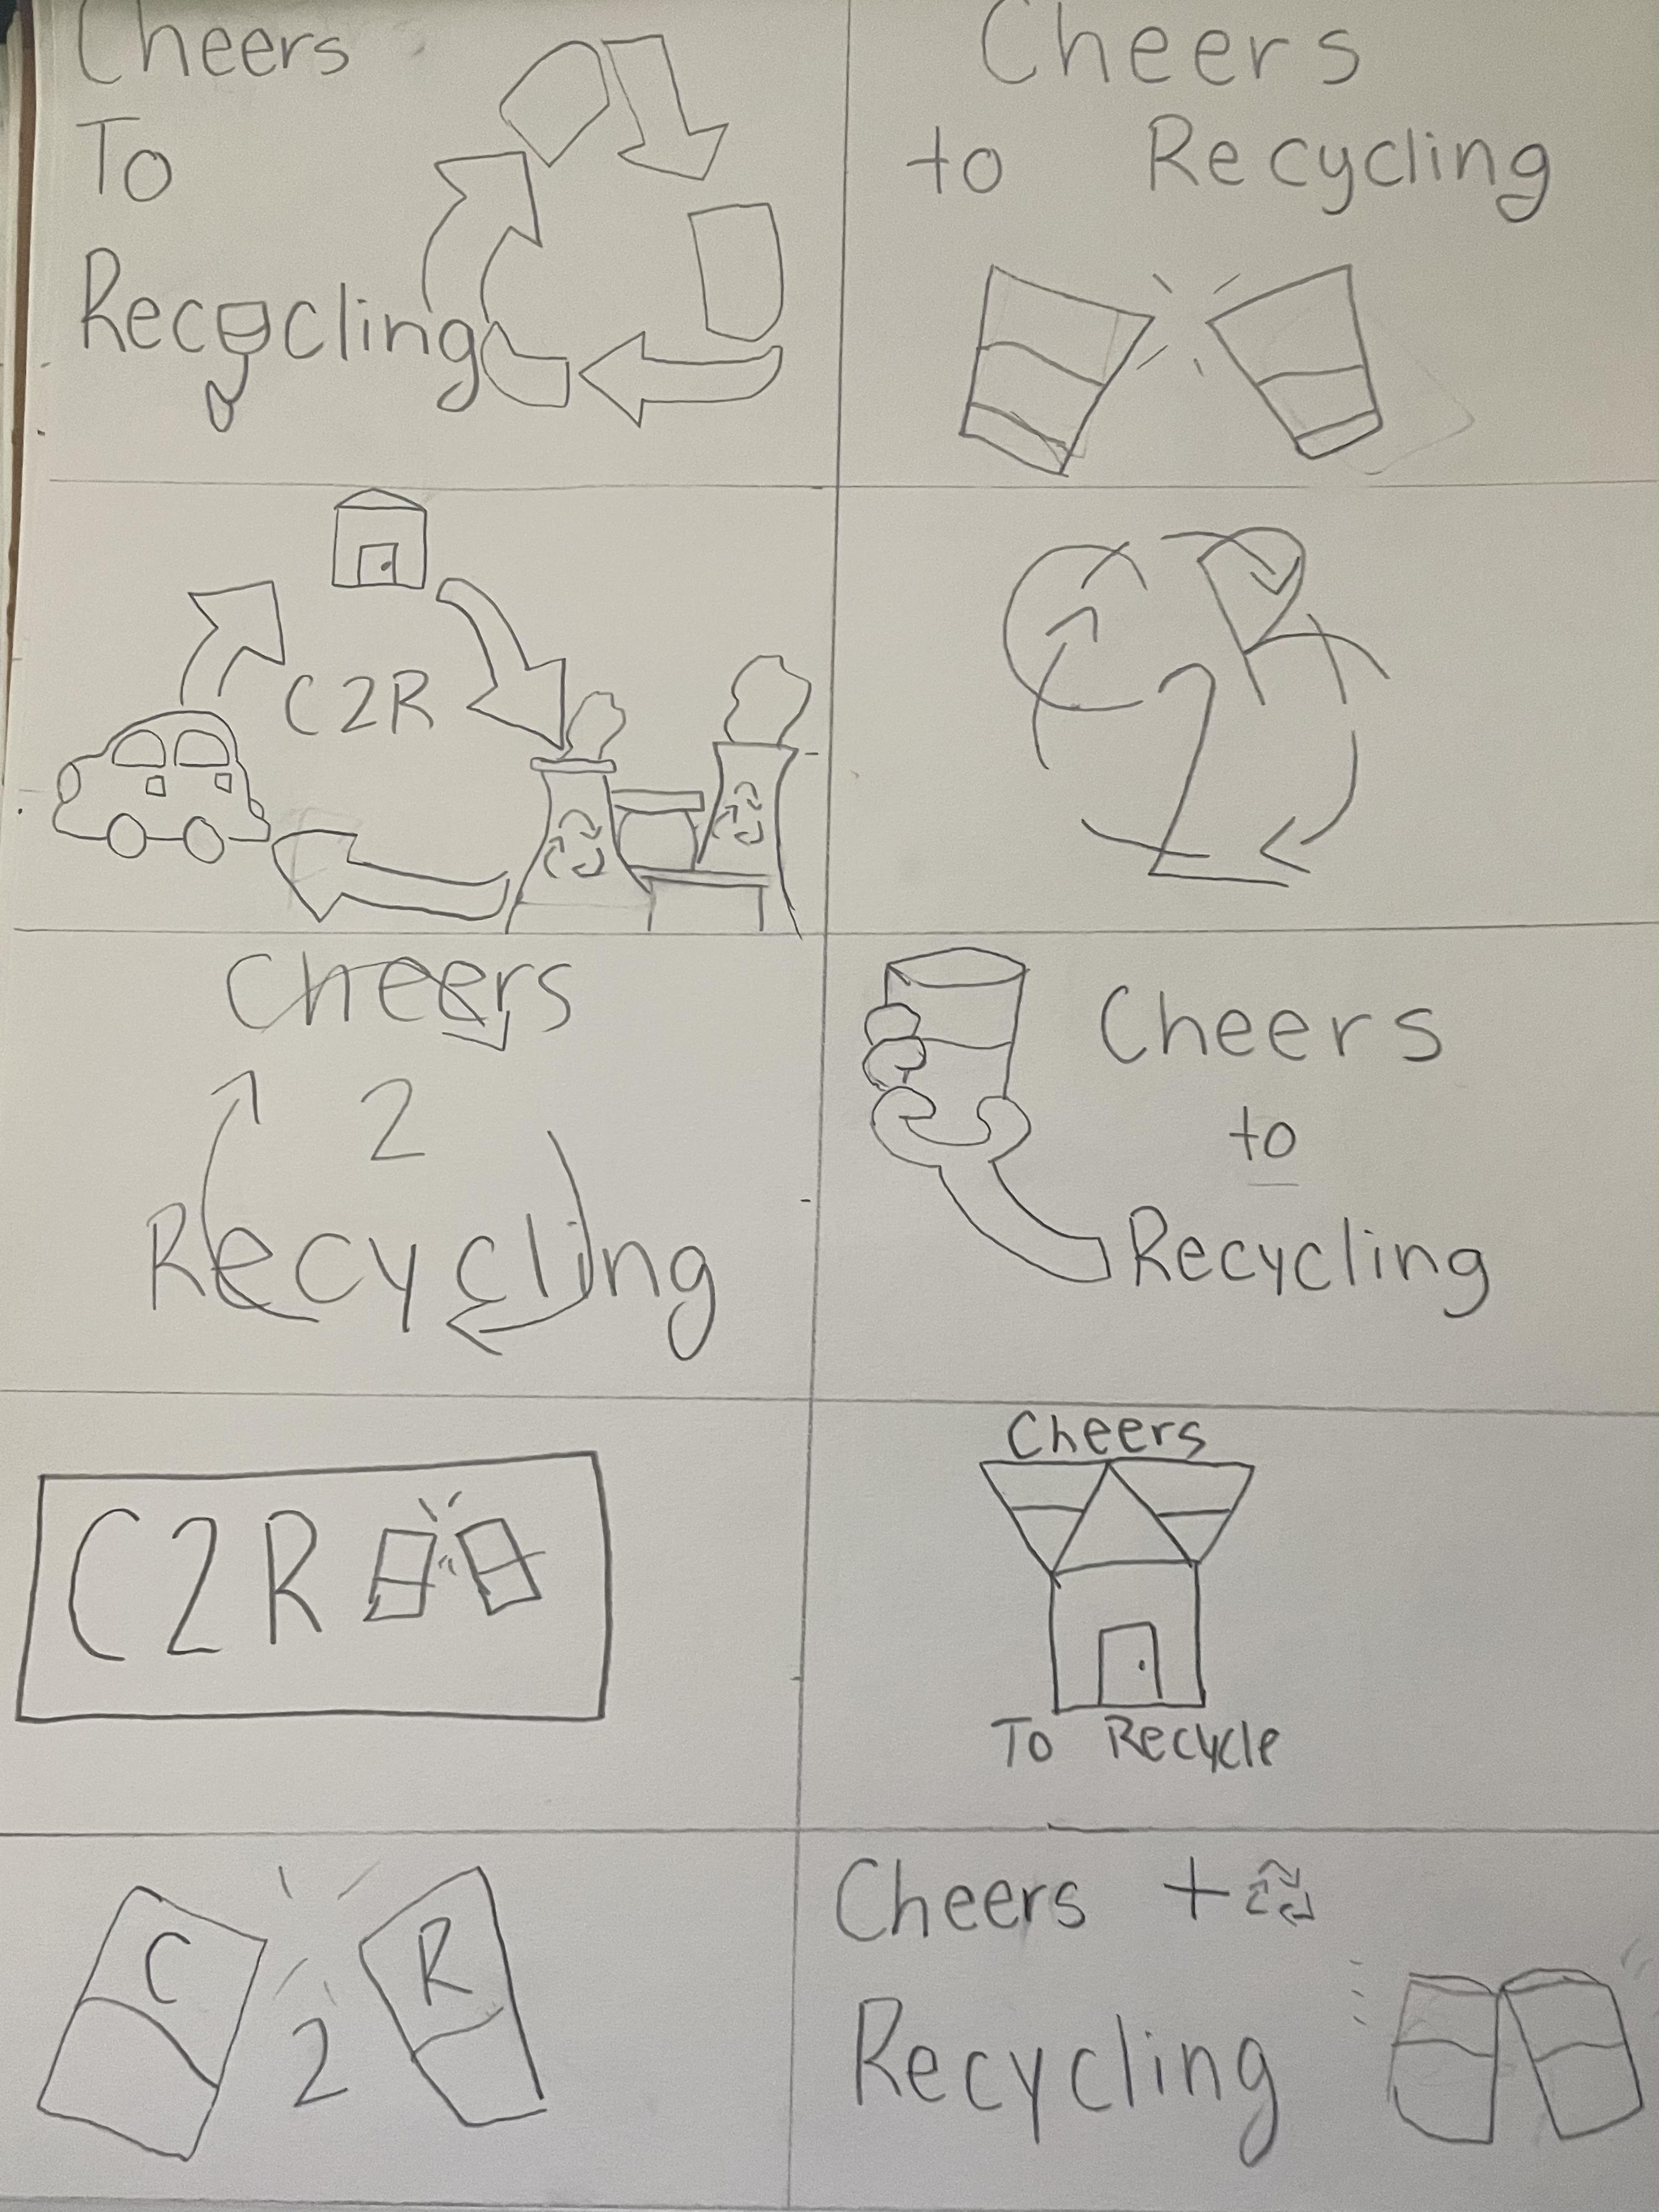 Cheers
To
Recycling
Cheers
to Recycling
C2R
C2R
Cheers
2
Recycling
Cheers
to
Recycling
C2R
Cheers
To Recycle
C 2 R
Cheers +
Recycling